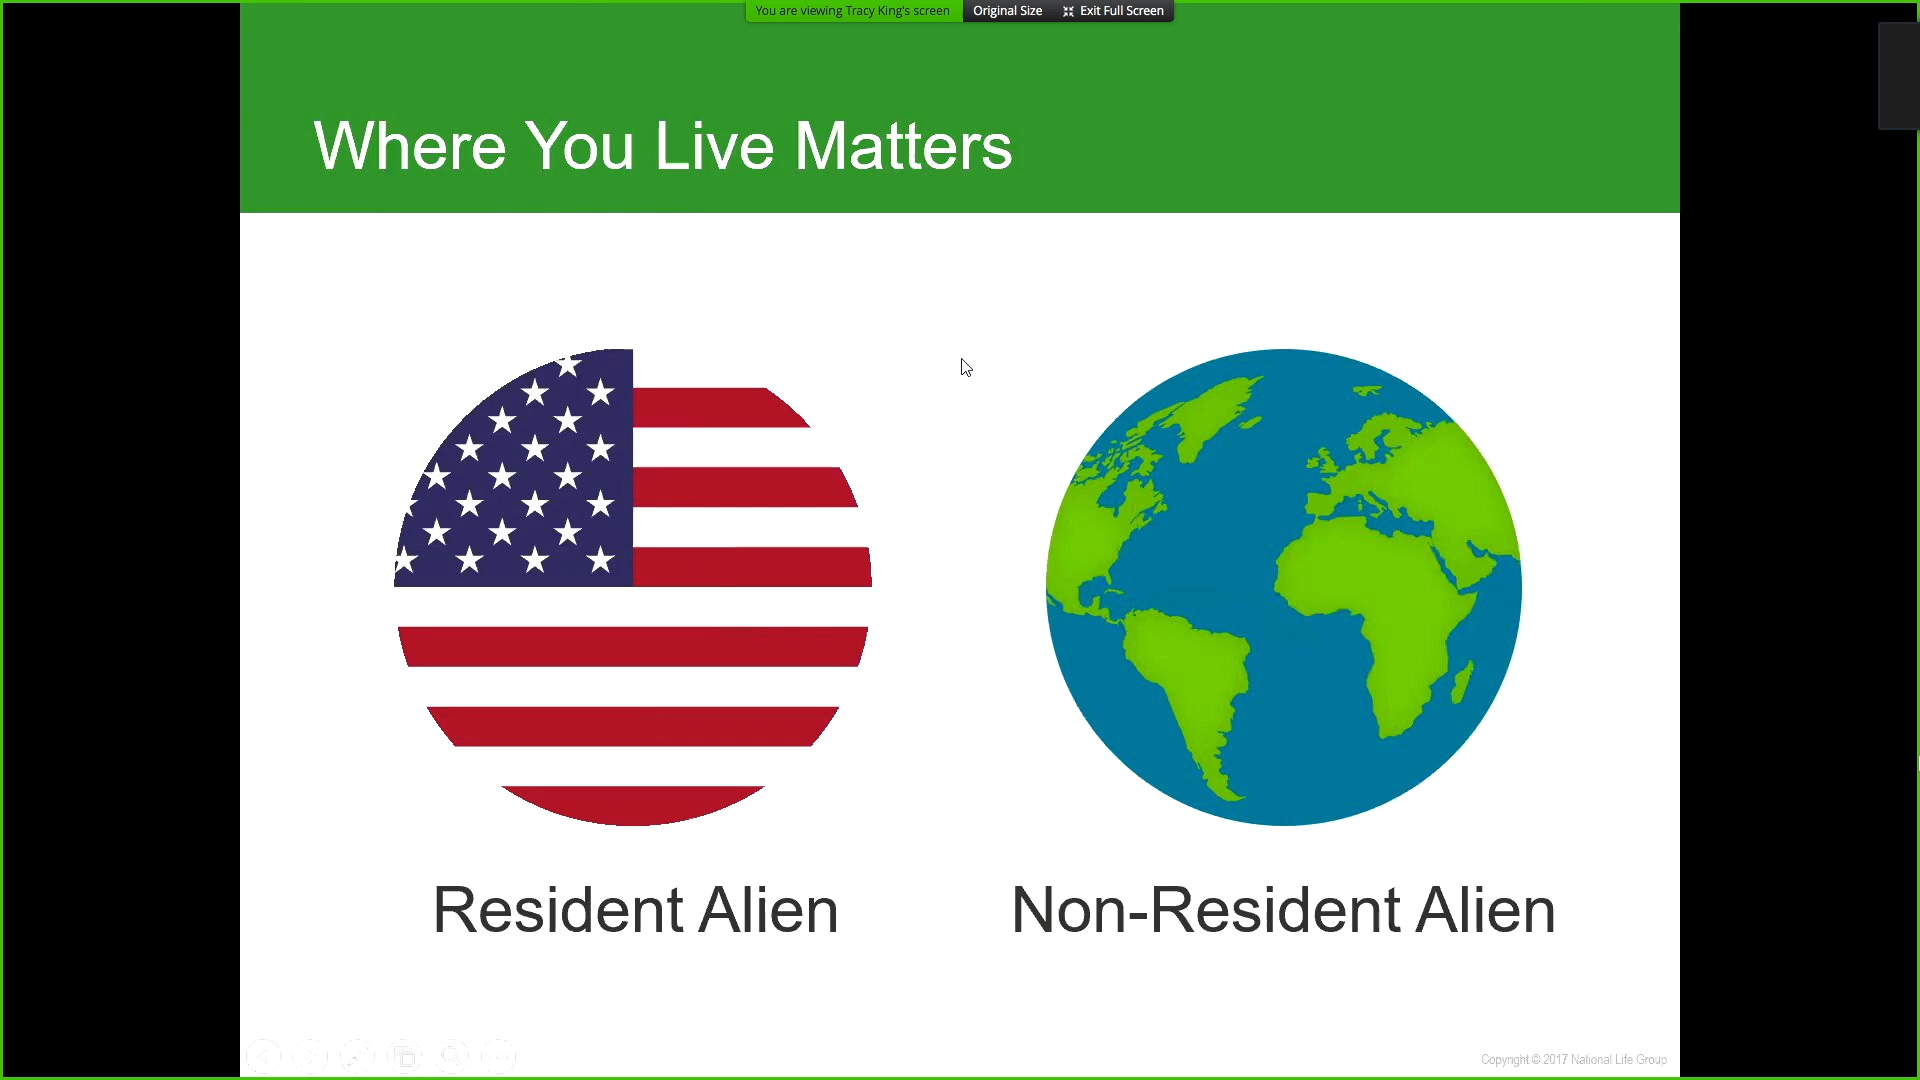 You are viewing Tracy King's screen Original Size Exit Full Screen
Where You Live Matters
Resident Alien Non-Resident Alien
Copyright © 2017 National Life Group